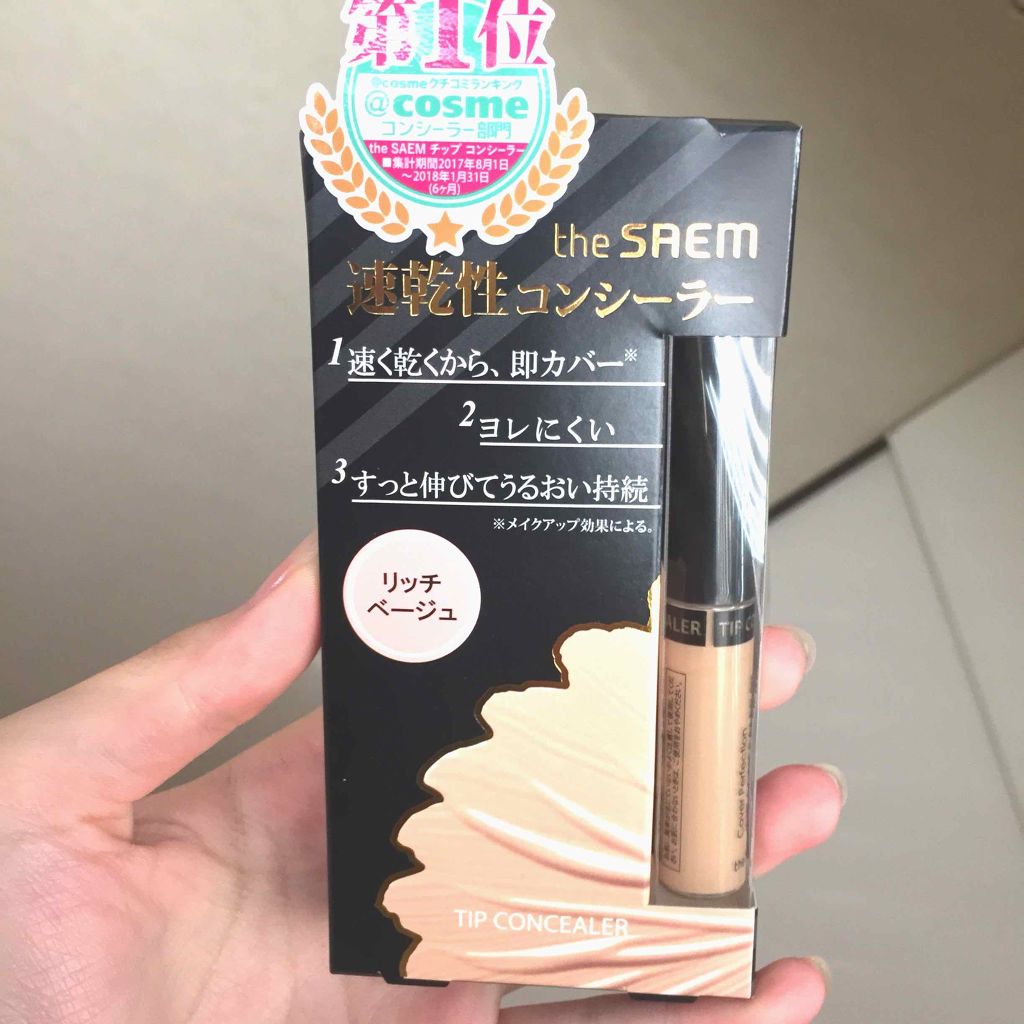 第1位
@cosmeクチコミランキング
@cosme
コンシーラー部門
the SAEM チップ コンシーラー
■集計期間2017年8月1日
～2018年1月31日
(6ヶ月)
the SAEM
速乾性コンシーラー
1 速く乾くから、即カバー※
2 ヨレにくい
3 すっと伸びてうるおい持続
※メイクアップ効果による。
リッチ
ベージュ
ALER. TIP CO
Cover Perfection
the
TIP CONCEALER